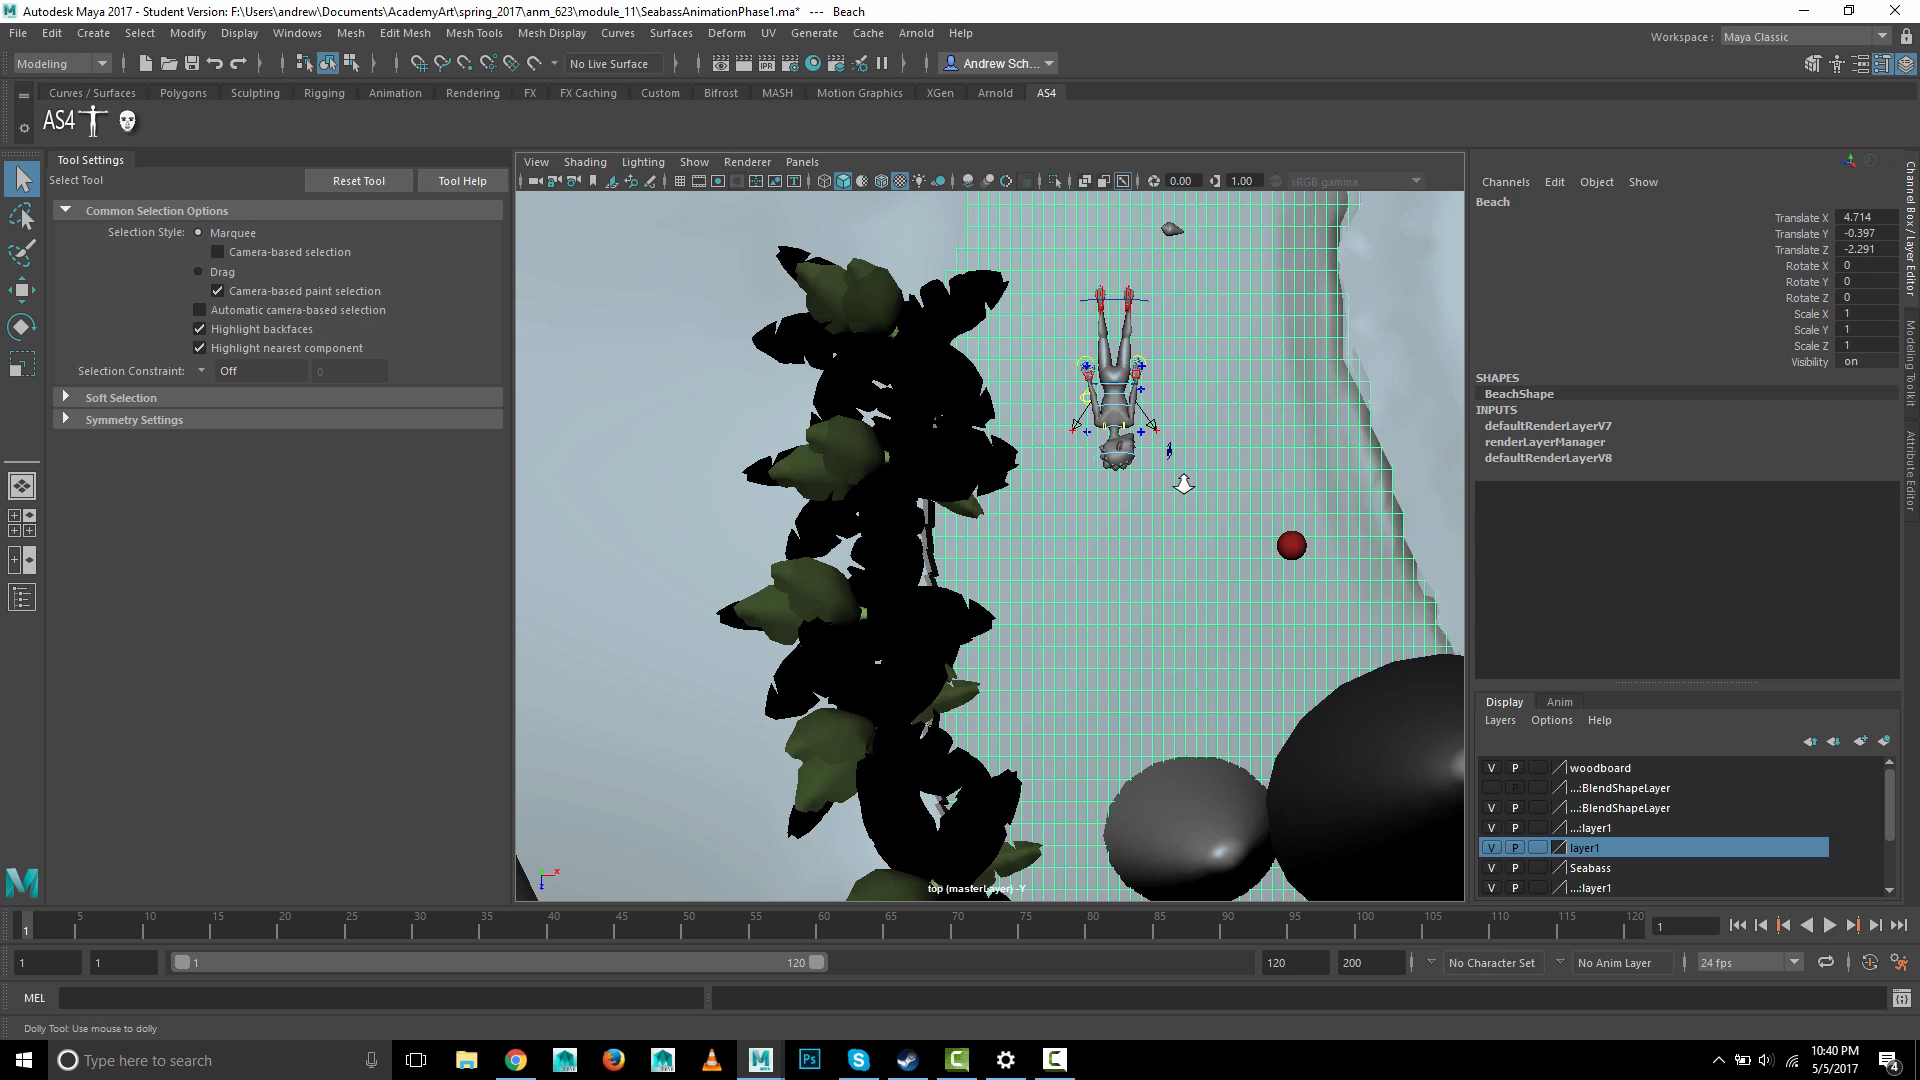 Autodesk Maya 2017 - Student Version: F:\Users\andrew\Documents\AcademyArt\spring_2017\anm_623\module_11\SeabassAnimationPhase1.ma* --- Beach
File Edit Create Select Modify Display Windows Mesh Edit Mesh Mesh Tools Mesh Display Curves Surfaces Deform UV Generate Cache Arnold Help
Workspace : Maya Classic
Modeling No Live Surface Andrew Sch...
Curves / Surfaces Polygons Sculpting Rigging Animation Rendering FX FX Caching Custom Bifrost MASH Motion Graphics XGen Arnold AS4
AS4
Tool Settings
Select Tool Reset Tool Tool Help
Common Selection Options
Selection Style: Marquee
Camera-based selection
Drag
Camera-based paint selection
Automatic camera-based selection
Highlight backfaces
Highlight nearest component
Selection Constraint: Off 0
Soft Selection
Symmetry Settings
View Shading Lighting Show Renderer Panels
0.00 1.00 sRGB gamma
top (masterLayer) -Y
Channels Edit Object Show
Beach
Translate X 4.714
Translate Y -0.397
Translate Z -2.291
Rotate X 0
Rotate Y 0
Rotate Z 0
Scale X 1
Scale Y 1
Scale Z 1
Visibility on
SHAPES
BeachShape
INPUTS
defaultRenderLayerV7
renderLayerManager
defaultRenderLayerV8
Channel Box / Layer Editor
Modeling Toolkit
Attribute Editor
Display Anim
Layers Options Help
V P woodboard
P ...:BlendShapeLayer
V P ...:BlendShapeLayer
V P ...:layer1
V P layer1
V P Seabass
V P ...:layer1
5 10 15 20 25 30 35 40 45 50 55 60 65 70 75 80 85 90 95 100 105 110 115 120
1 1
1 1 1 120 120 200 No Character Set No Anim Layer 24 fps
MEL
Dolly Tool: Use mouse to dolly
Type here to search
10:40 PM
5/5/2017
4